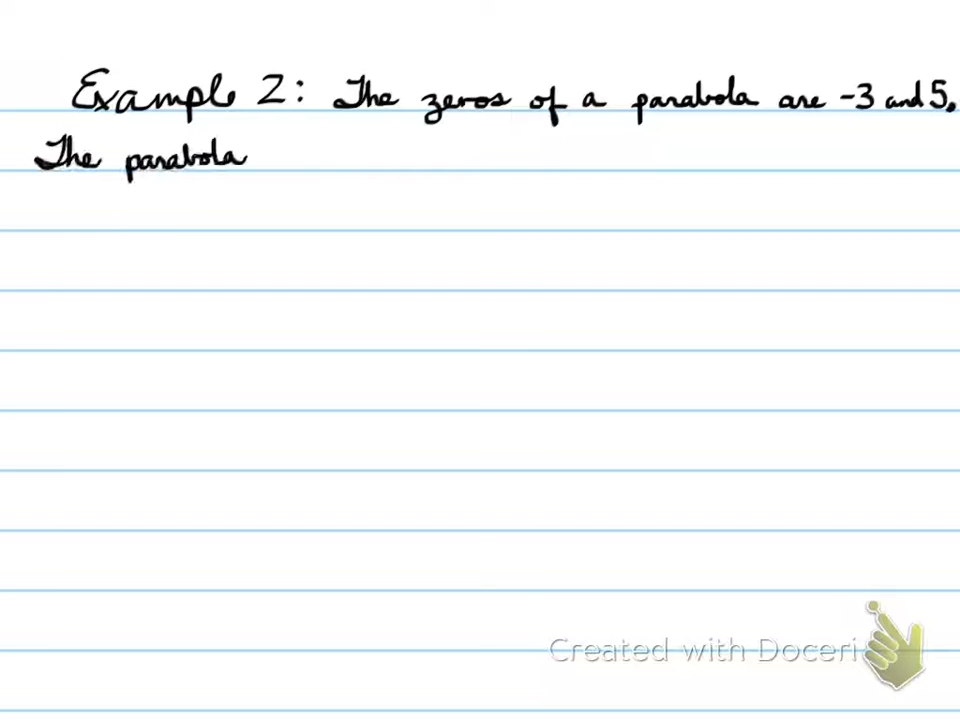 Example 2: The zeros of a parabola are -3 and 5.
The parabola
Created with Doceri